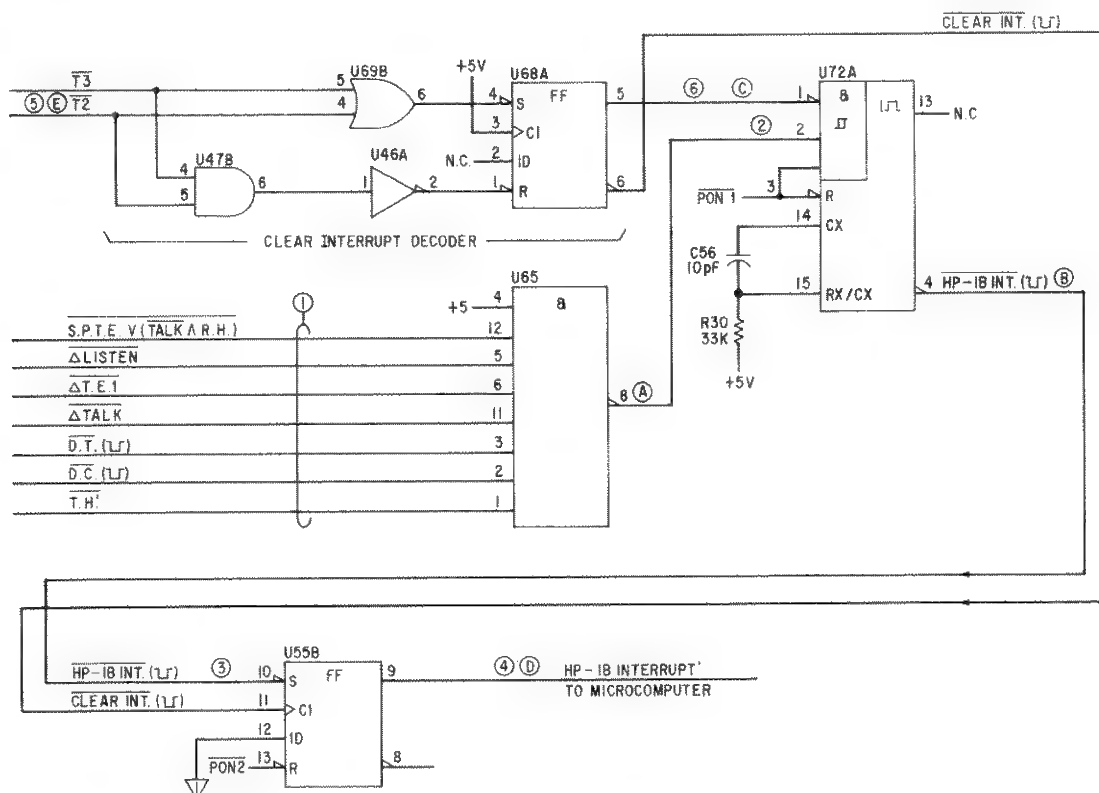 CLEAR INT.
T3
5 E T2
5
4
U69B
6
+5V
U68A
4 S FF 5
3 C1
N.C. 2 1D
1 R 6
6 C
2
U72A
1 &
2
13 N.C
PON 1 3 R
14 CX
C56
10pF
15 RX/CX
R30
33K
+5V
4 HP-IB INT. B
U47B
4
5
6
U46A
1 2
CLEAR INTERRUPT DECODER
1
U65
+5 4 &
S.P.T.E. V (TALK Λ R.H.) 12
△LISTEN 5
△T.E.1 6
△TALK 11
D.T. 3
D.C. 2
T.H.' 1
8 A
U55B
HP-IB INT. 3 10 S FF 9
4 D HP-IB INTERRUPT'
TO MICROCOMPUTER
CLEAR INT. 11 C1
12 1D
PON2 13 R 8